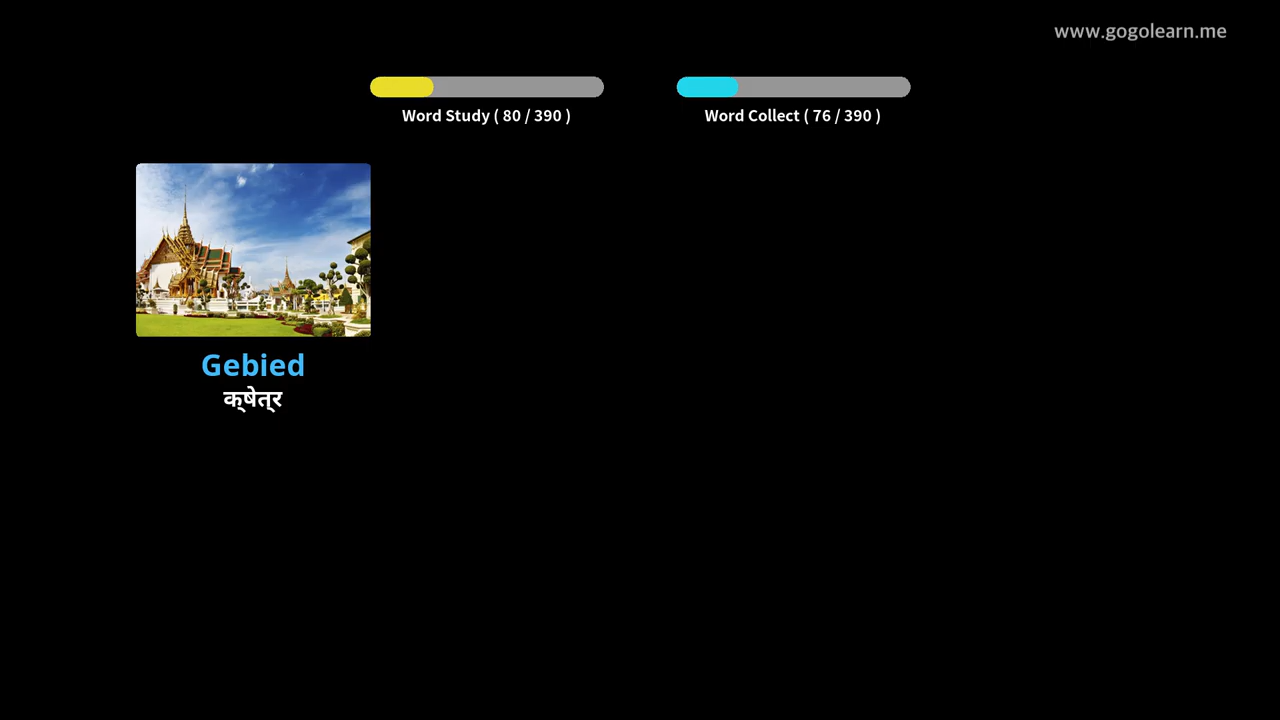 www.gogolearn.me
Word Study ( 80 / 390 )
Word Collect ( 76 / 390 )
Gebied
क्षेत्र